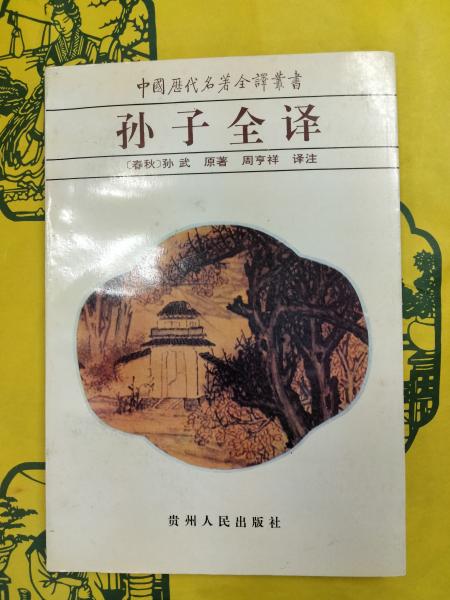 中國歷代名著全譯叢書
孙子全译
〔春秋〕孙武 原著 周亨祥 译注
贵州人民出版社